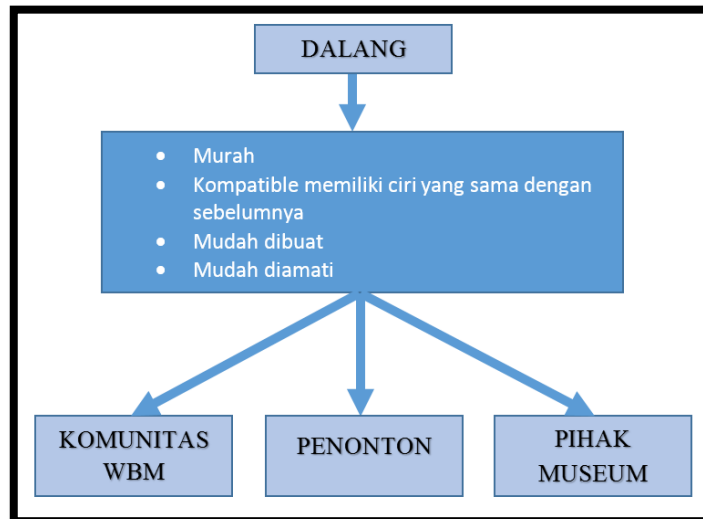 DALANG
• Murah
• Kompatible memiliki ciri yang sama dengan
sebelumnya
• Mudah dibuat
• Mudah diamati
KOMUNITAS
WBM
PENONTON
PIHAK
MUSEUM